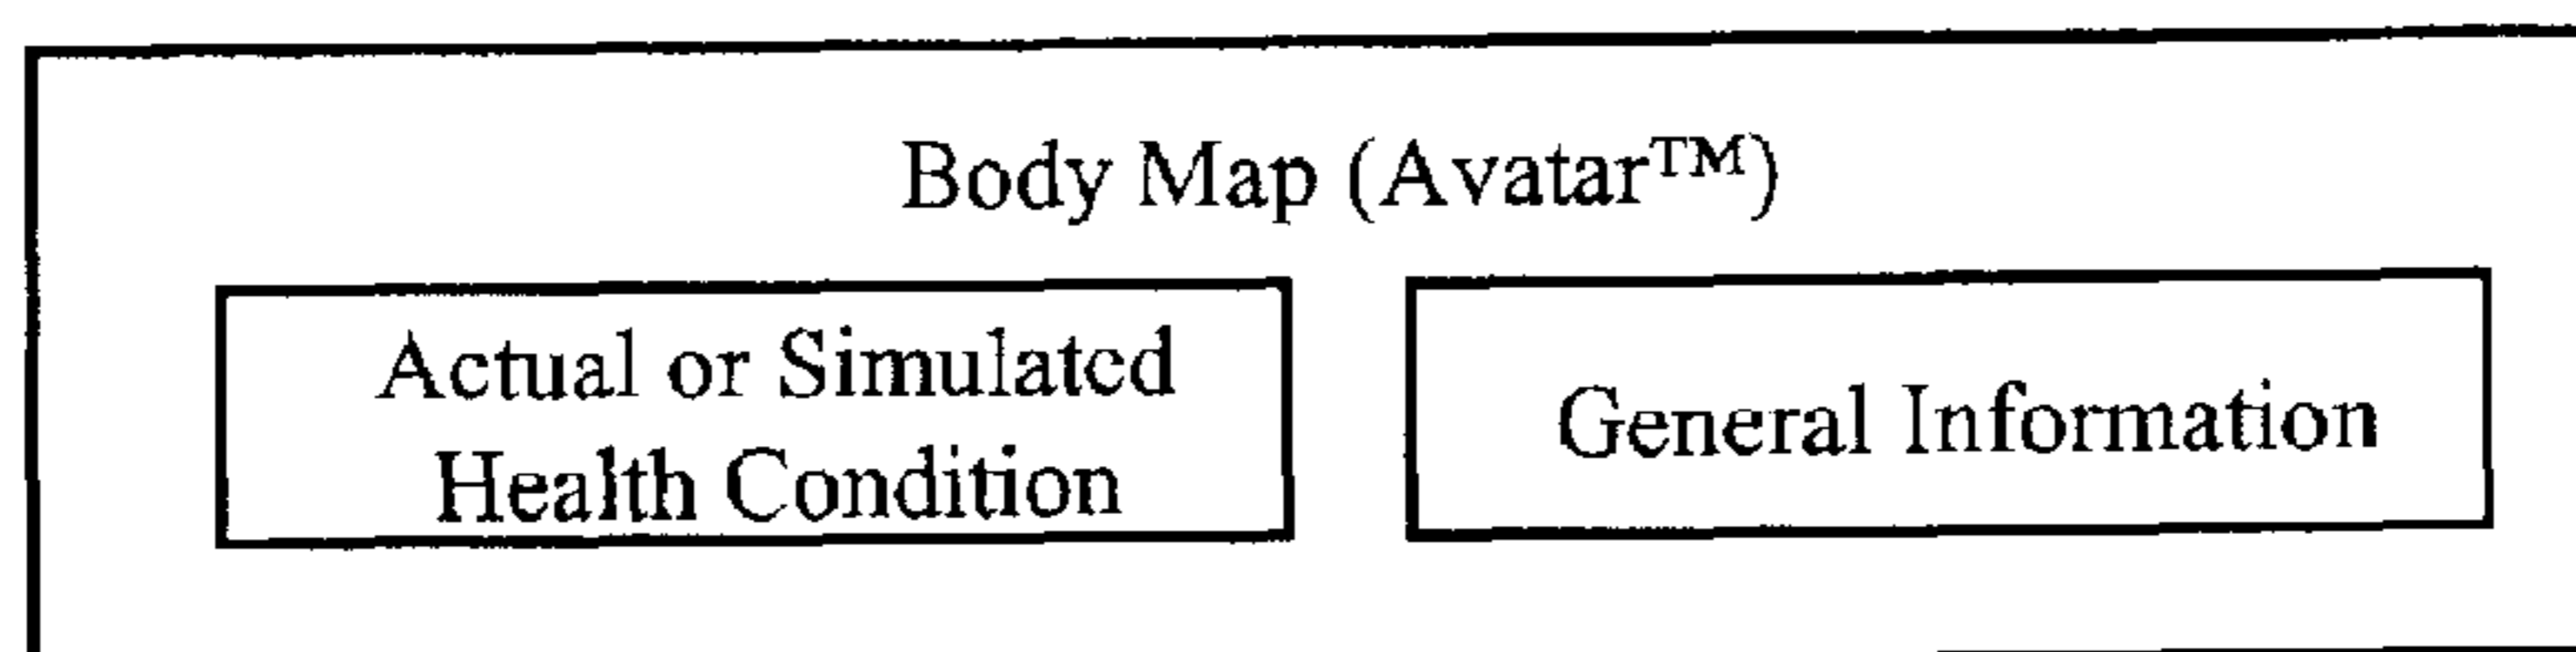 Body Map (Avatar™)
Actual or Simulated
Health Condition
General Information